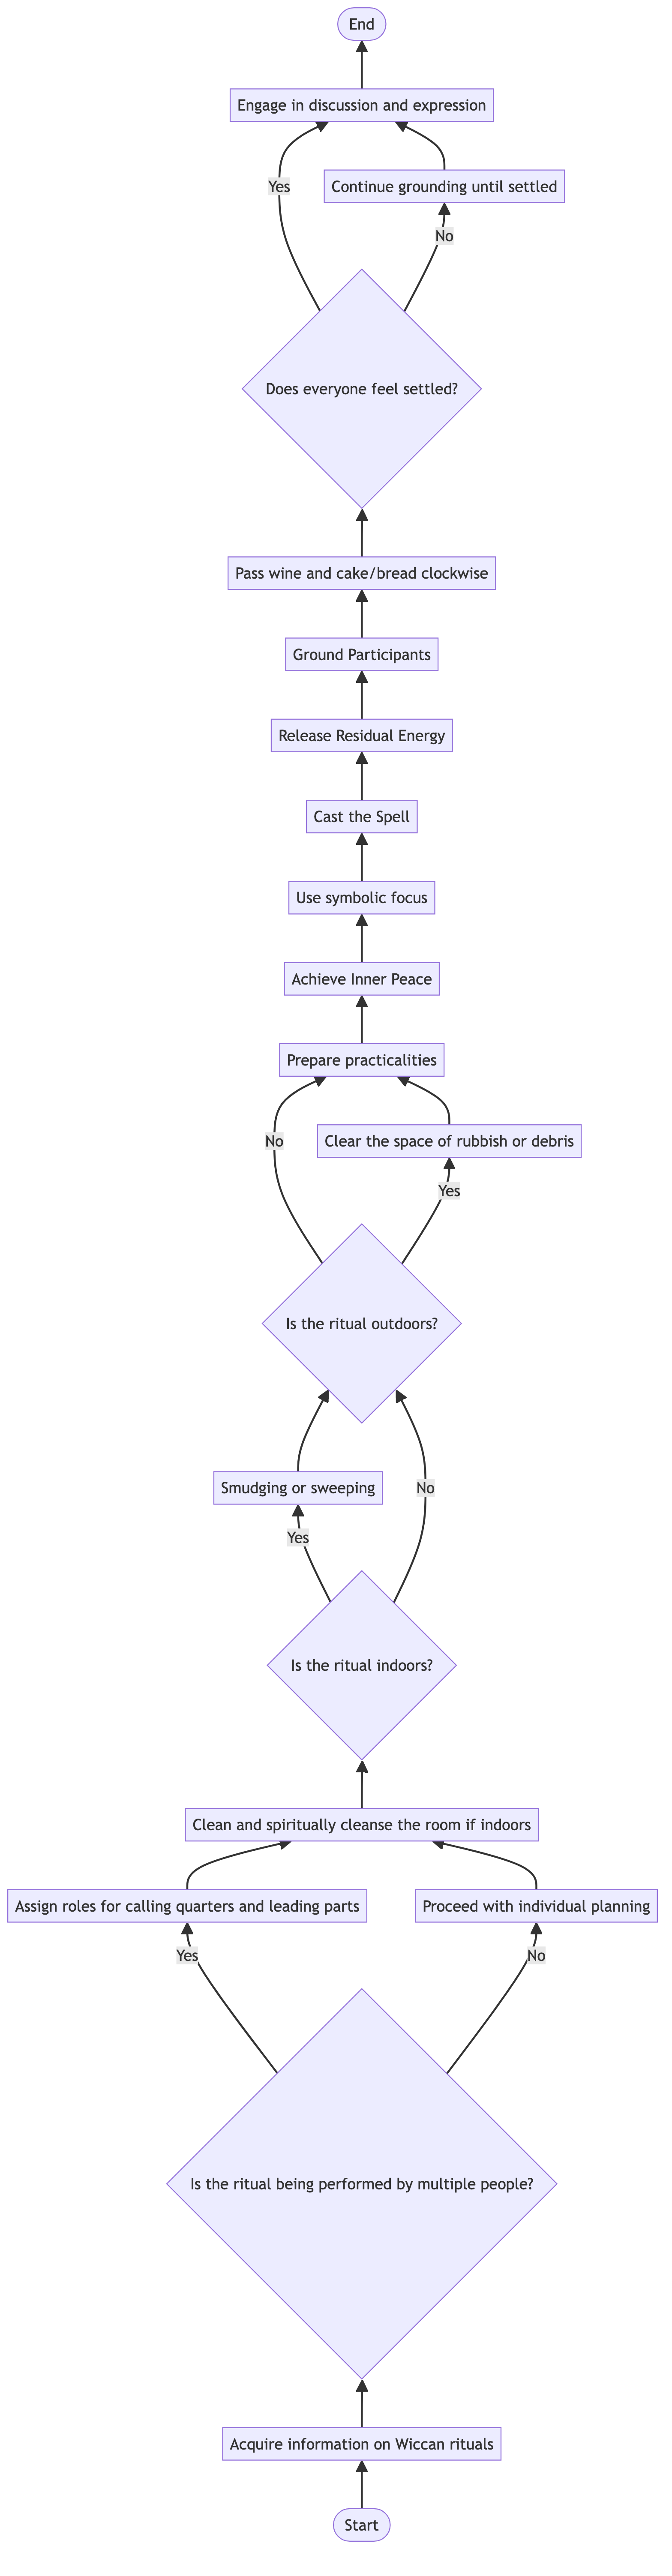 End
Engage in discussion and expression
Yes
Continue grounding until settled
No
Does everyone feel settled?
Pass wine and cake/bread clockwise
Ground Participants
Release Residual Energy
Cast the Spell
Use symbolic focus
Achieve Inner Peace
Prepare practicalities
No
Clear the space of rubbish or debris
Yes
Is the ritual outdoors?
Smudging or sweeping
No
Yes
Is the ritual indoors?
Clean and spiritually cleanse the room if indoors
Assign roles for calling quarters and leading parts
Proceed with individual planning
Yes
No
Is the ritual being performed by multiple people?
Acquire information on Wiccan rituals
Start